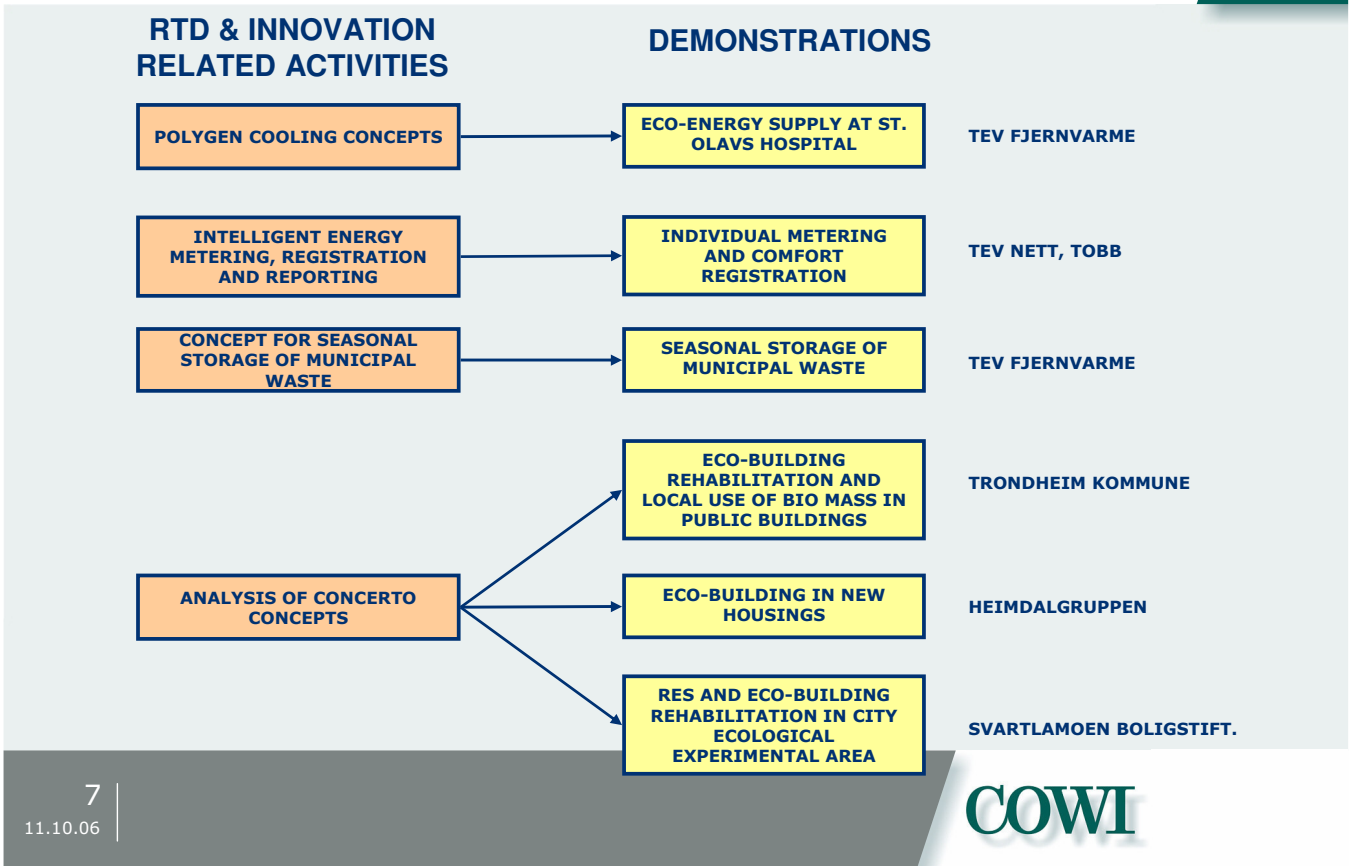 RTD & INNOVATION
RELATED ACTIVITIES
DEMONSTRATIONS
POLYGEN COOLING CONCEPTS
ECO-ENERGY SUPPLY AT ST.
OLAVS HOSPITAL
TEV FJERNVARME
INTELLIGENT ENERGY
METERING, REGISTRATION
AND REPORTING
INDIVIDUAL METERING
AND COMFORT
REGISTRATION
TEV NETT, TOBB
CONCEPT FOR SEASONAL
STORAGE OF MUNICIPAL
WASTE
SEASONAL STORAGE OF
MUNICIPAL WASTE
TEV FJERNVARME
ECO-BUILDING
REHABILITATION AND
LOCAL USE OF BIO MASS IN
PUBLIC BUILDINGS
TRONDHEIM KOMMUNE
ANALYSIS OF CONCERTO
CONCEPTS
ECO-BUILDING IN NEW
HOUSINGS
HEIMDALGRUPPEN
RES AND ECO-BUILDING
REHABILITATION IN CITY
ECOLOGICAL
EXPERIMENTAL AREA
SVARTLAMOEN BOLIGSTIFT.
7
11.10.06
COWI